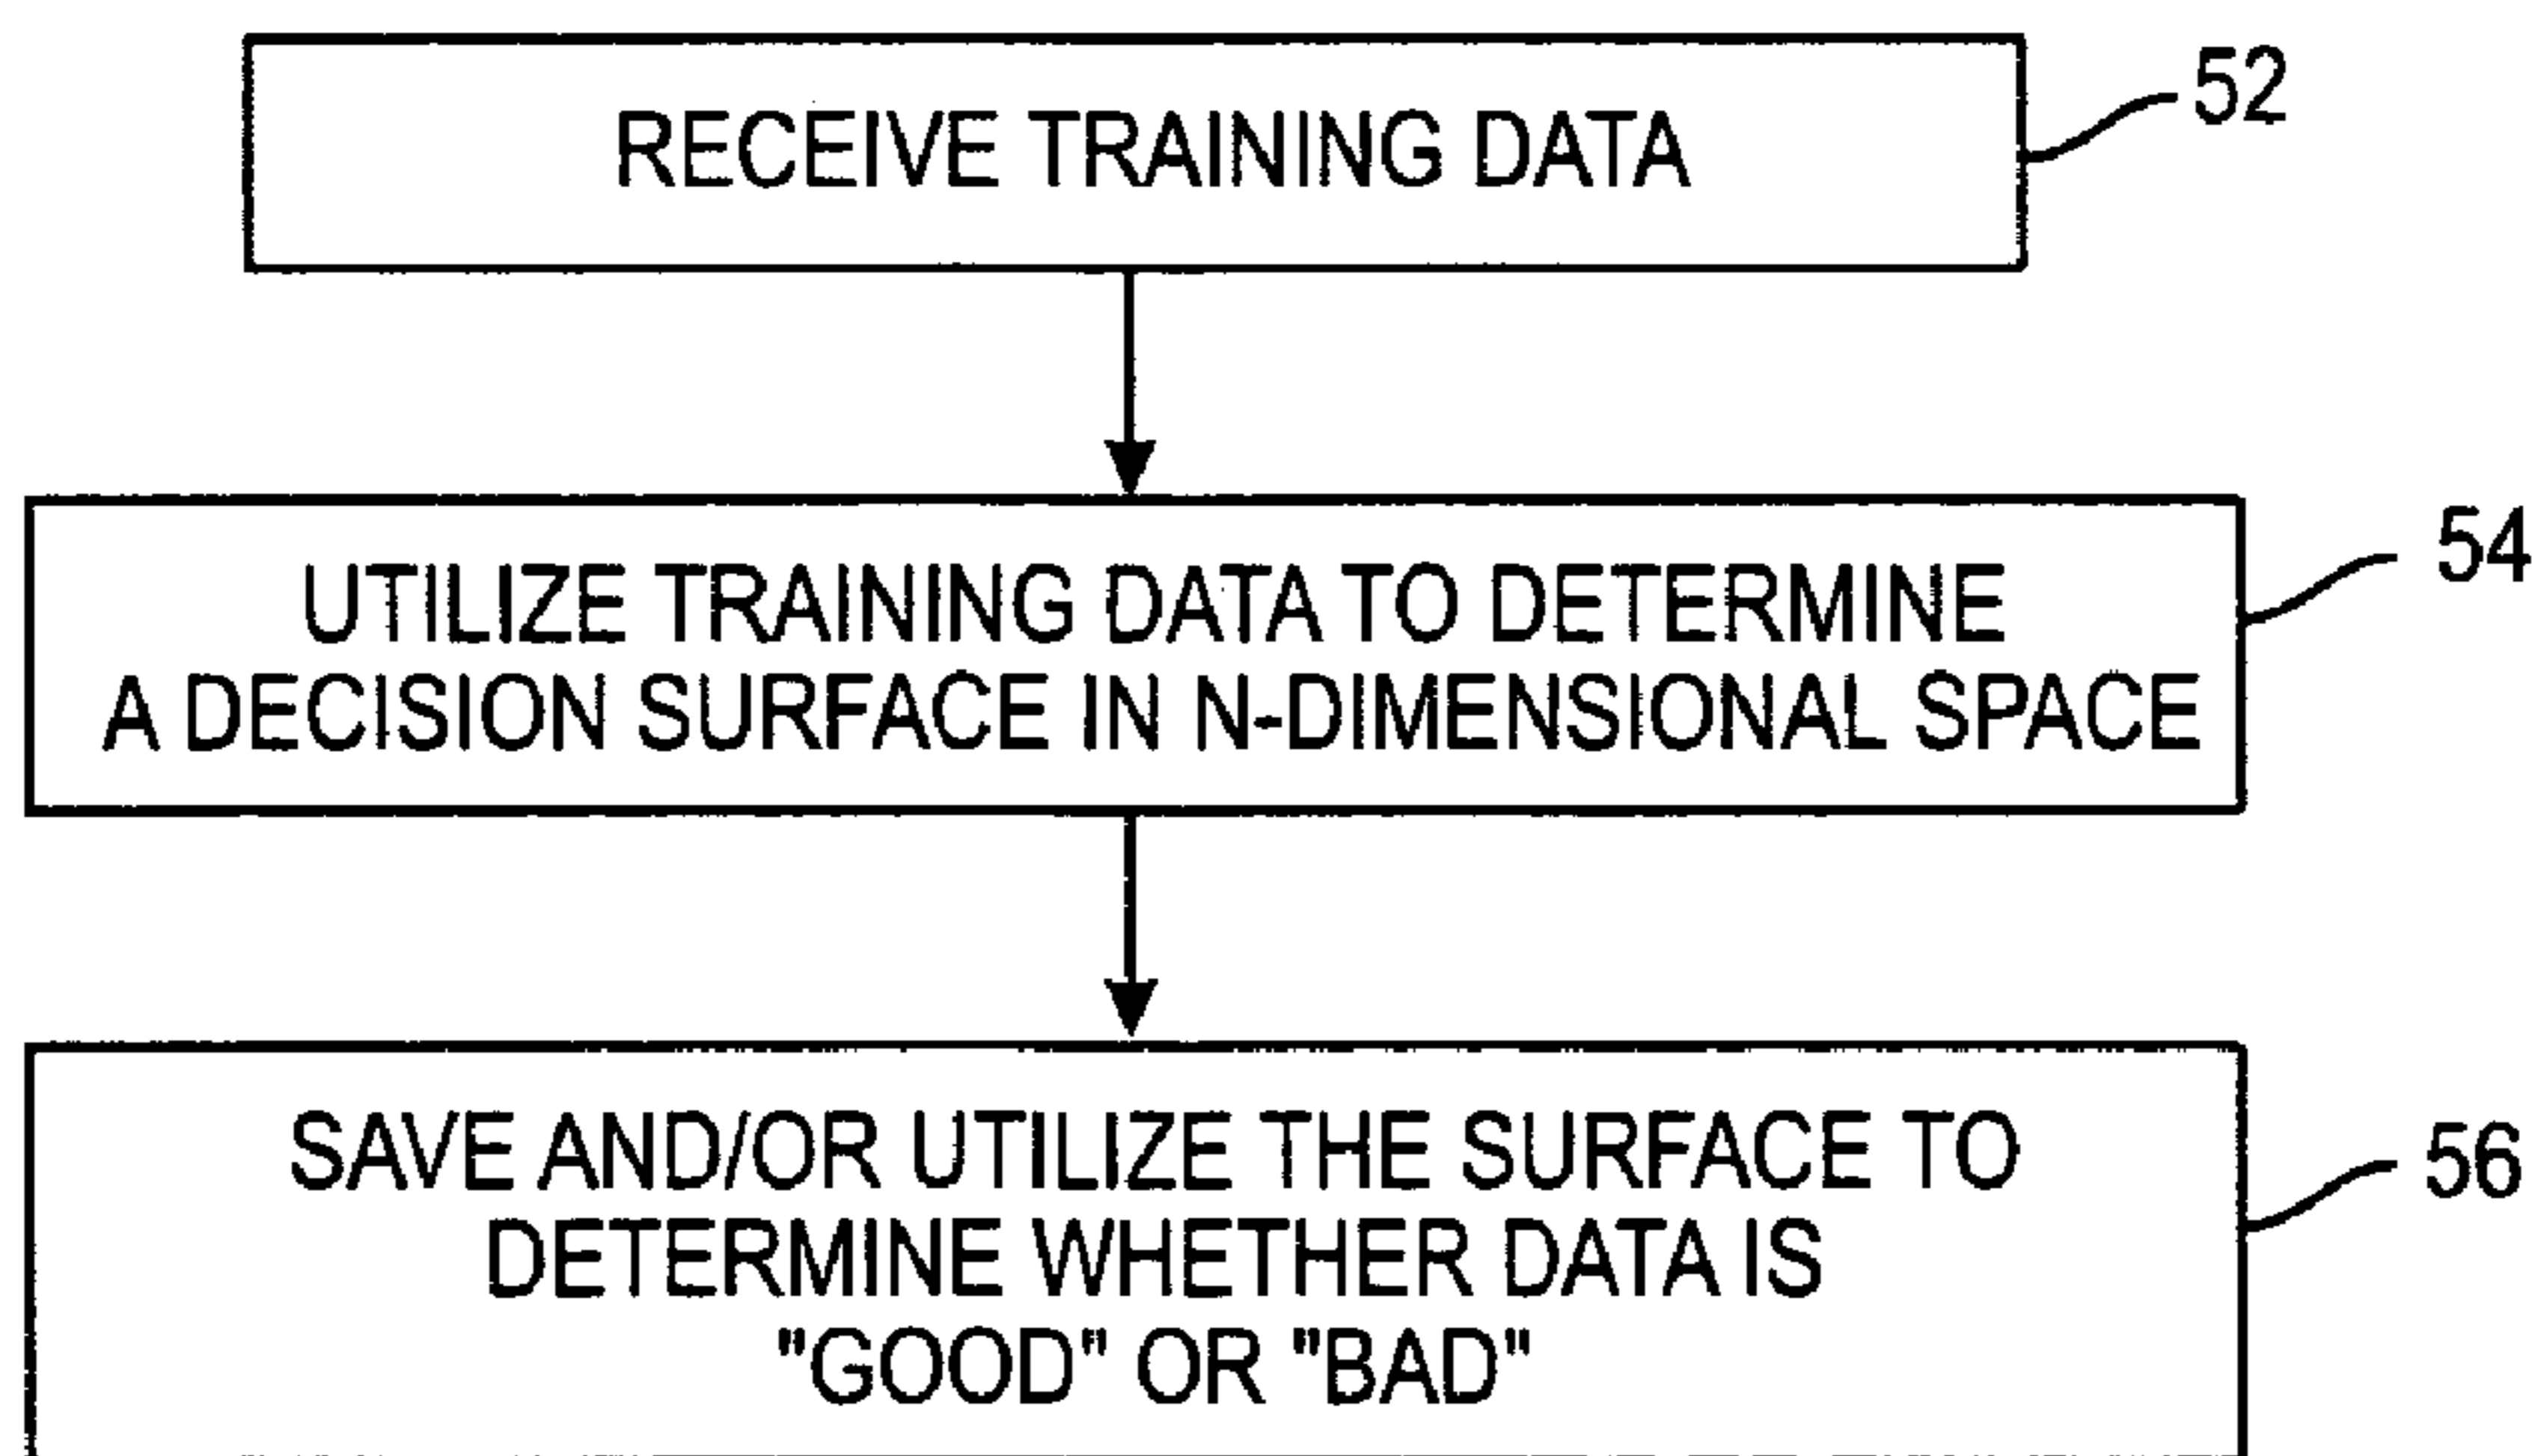 RECEIVE TRAINING DATA
52
UTILIZE TRAINING DATA TO DETERMINE
A DECISION SURFACE IN N-DIMENSIONAL SPACE
54
SAVE AND/OR UTILIZE THE SURFACE TO
DETERMINE WHETHER DATA IS
"GOOD" OR "BAD"
56